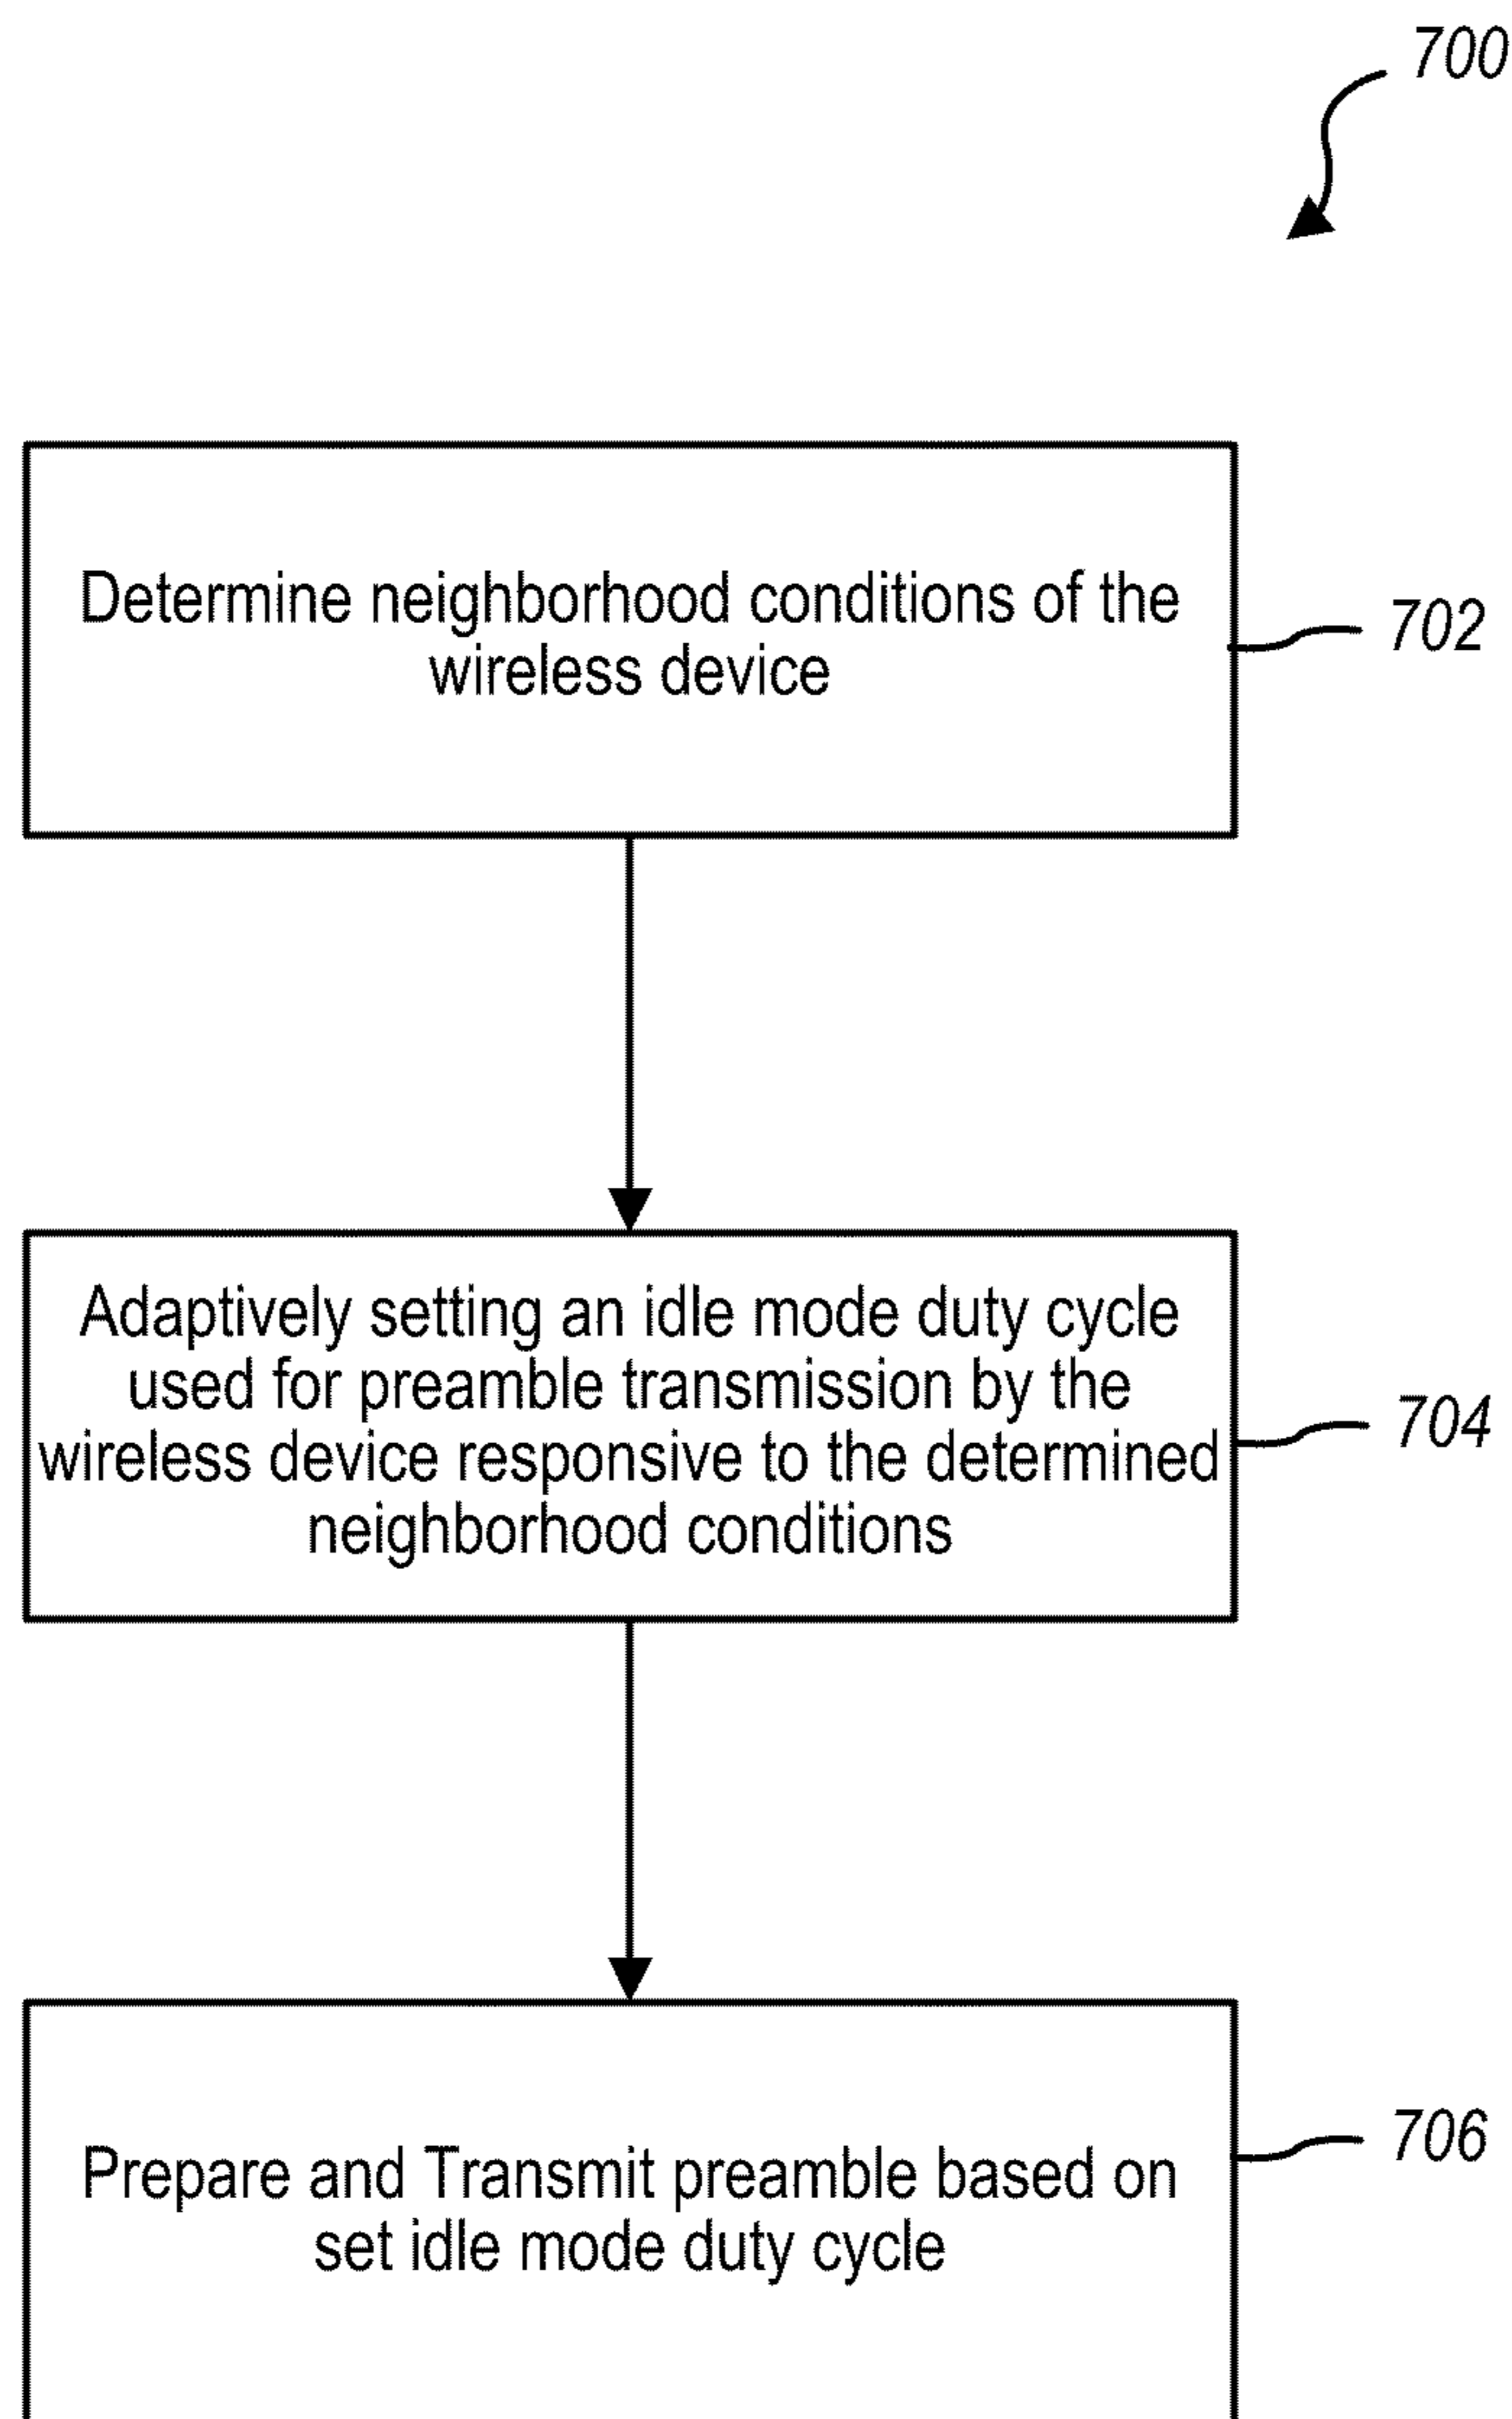 700
Determine neighborhood conditions of the
wireless device
702
Adaptively setting an idle mode duty cycle
used for preamble transmission by the
wireless device responsive to the determined
neighborhood conditions
704
Prepare and Transmit preamble based on
set idle mode duty cycle
706